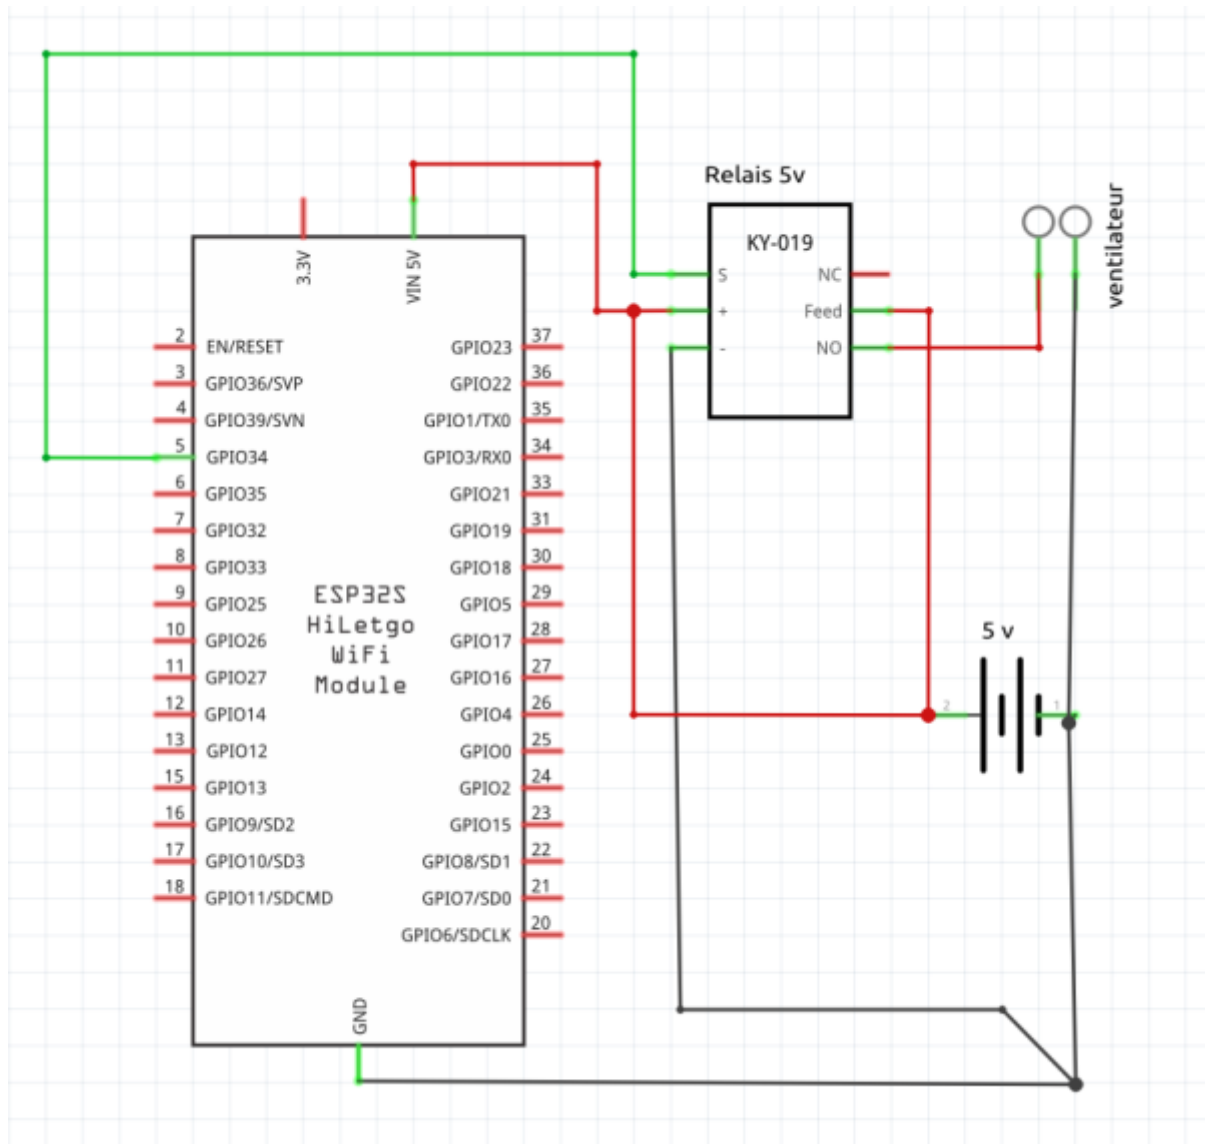 Relais 5v
KY-019
S
+
-
NC
Feed
NO
ventilateur
3.3V
VIN 5V
2 EN/RESET
3 GPIO36/SVP
4 GPIO39/SVN
5 GPIO34
6 GPIO35
7 GPIO32
8 GPIO33
9 GPIO25
10 GPIO26
11 GPIO27
12 GPIO14
13 GPIO12
15 GPIO13
16 GPIO9/SD2
17 GPIO10/SD3
18 GPIO11/SDCMD
GPIO23 37
GPIO22 36
GPIO1/TX0 35
GPIO3/RX0 34
GPIO21 33
GPIO19 31
GPIO18 30
GPIO5 29
GPIO17 28
GPIO16 27
GPIO4 26
GPIO0 25
GPIO2 24
GPIO15 23
GPIO8/SD1 22
GPIO7/SD0 21
GPIO6/SDCLK 20
ESP32S
HiLetgo
WiFi
Module
GND
5 v
2
1